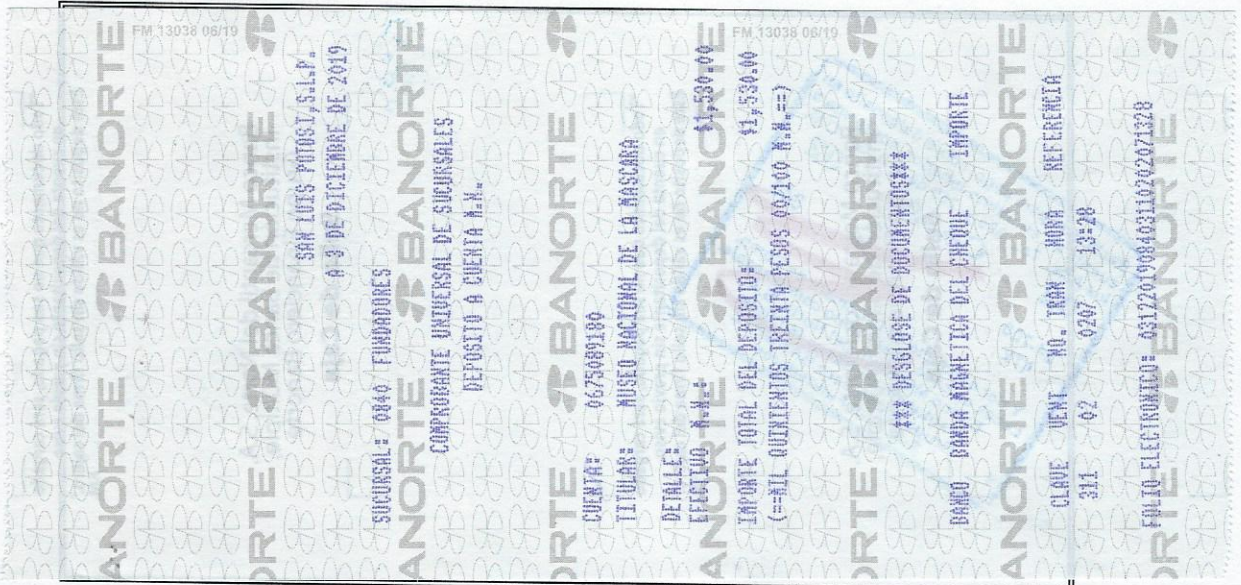 FM 13038 06/19
FM 13038 06/19
BANORTE
SAN LUIS POTOSI,S.L.P.
A 3 DE DICIEMBRE DE 2019
SUCURSAL: 0840 FUNDADORES
COMPROBANTE UNIVERSAL DE SUCURSALES
DEPOSITO A CUENTA M.N.
CUENTA: 0675089180
TITULAR: MUSEO NACIONAL DE LA MASCARA
DETALLE:
EFECTIVO M.N.: $1,530.00
IMPORTE TOTAL DEL DEPOSITO: $1,530.00
(==MIL QUINIENTOS TREINTA PESOS 00/100 M.N.==)
*** DESGLOSE DE DOCUMENTOS***
BANCO BANDA MAGNETICA DEL CHEQUE IMPORTE
CLAVE VENT NO. TRAN HORA REFERENCIA
311 02 0207 13:28
FOLIO ELECTRONICO: